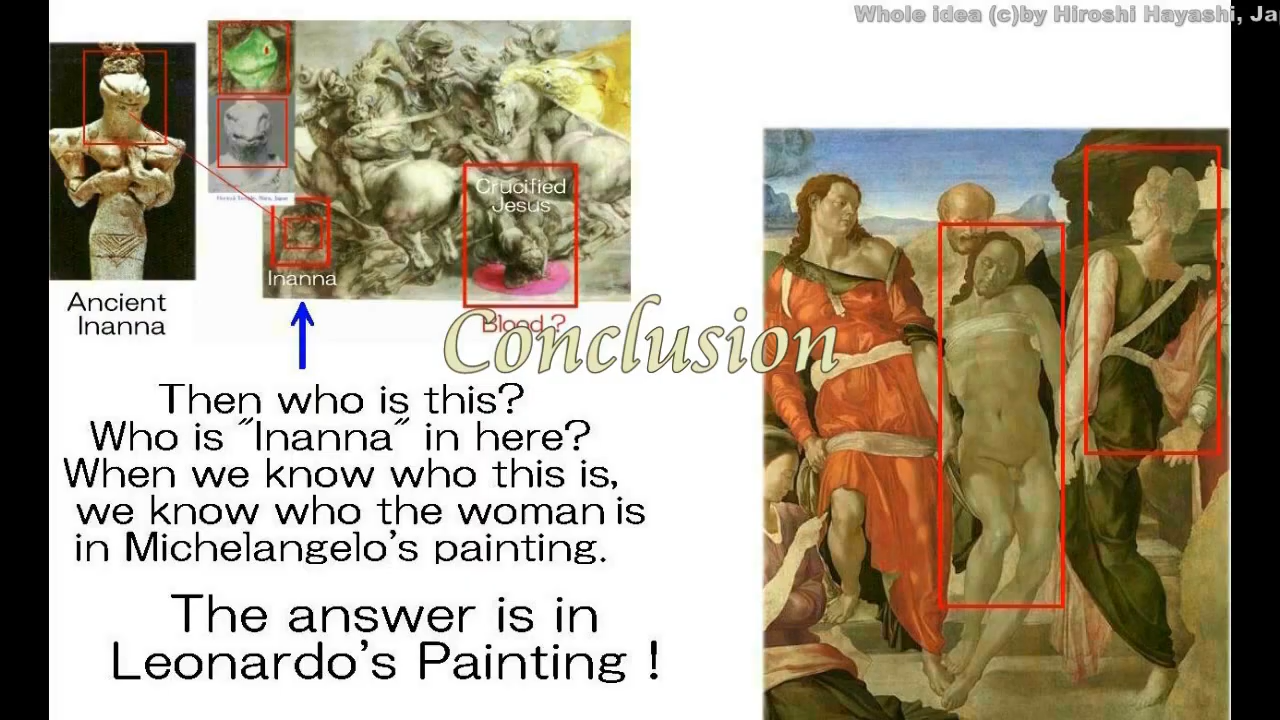 Whole idea (c)by Hiroshi Hayashi, Ja
Crucified
Jesus
Inanna
Ancient
Inanna
Blood ?
Conclusion
Then who is this?
Who is "Inanna" in here?
When we know who this is,
we know who the woman is
in Michelangelo's painting.
The answer is in
Leonardo's Painting !